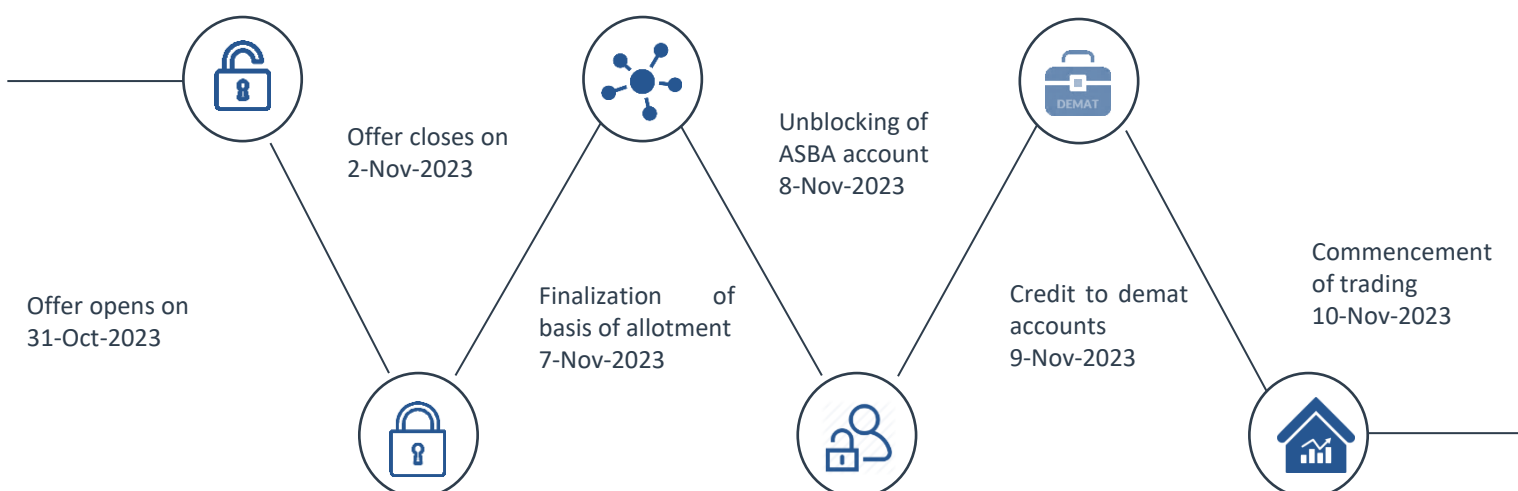 Offer opens on
31-Oct-2023
Offer closes on
2-Nov-2023
Finalization of
basis of allotment
7-Nov-2023
Unblocking of
ASBA account
8-Nov-2023
DEMAT
Credit to demat
accounts
9-Nov-2023
Commencement
of trading
10-Nov-2023